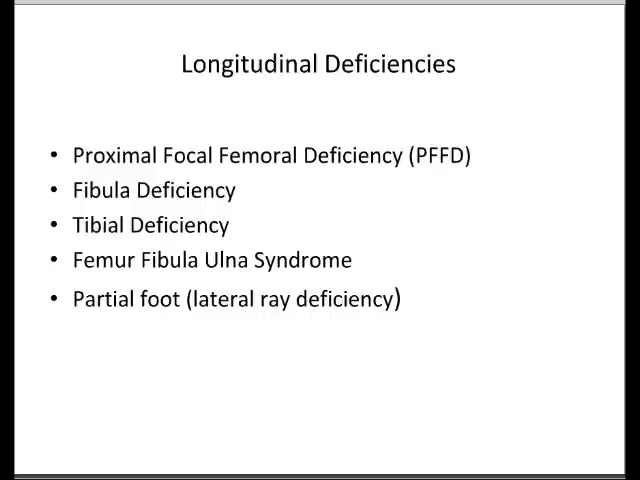 Longitudinal Deficiencies
• Proximal Focal Femoral Deficiency (PFFD)
• Fibula Deficiency
• Tibial Deficiency
• Femur Fibula Ulna Syndrome
• Partial foot (lateral ray deficiency)